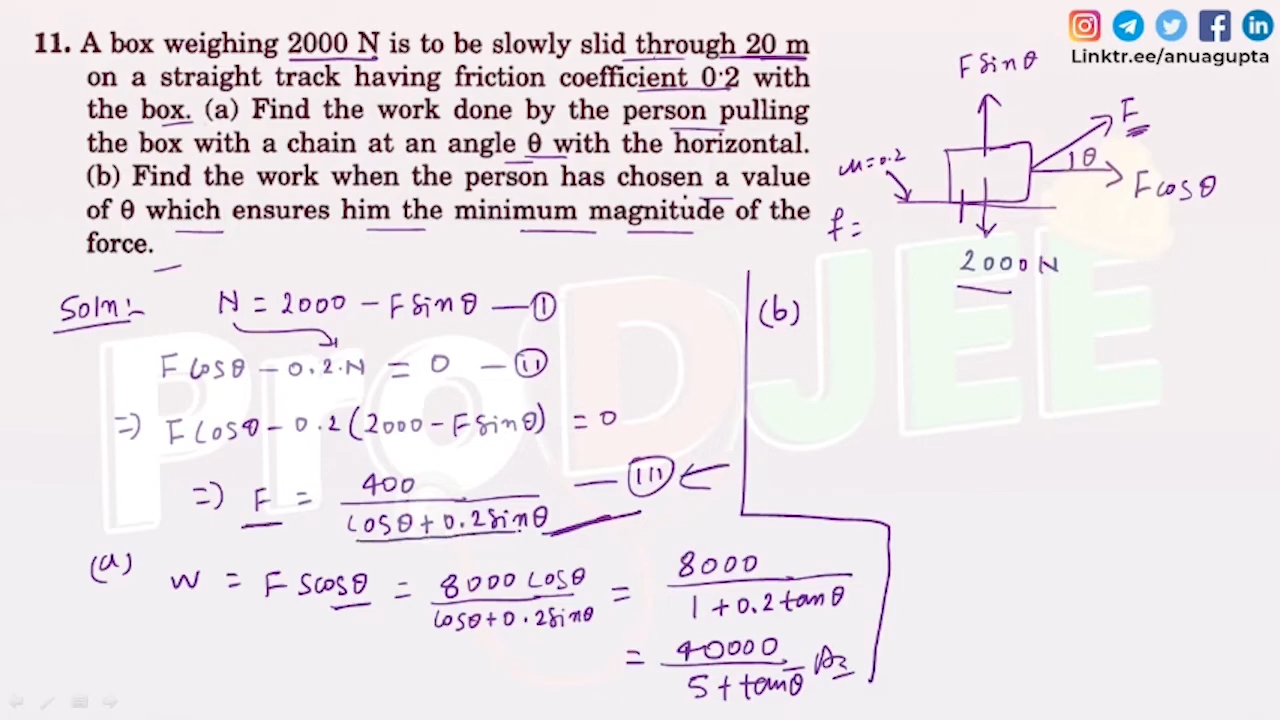 11. A box weighing 2000 N is to be slowly slid through 20 m
on a straight track having friction coefficient 0·2 with
the box. (a) Find the work done by the person pulling
the box with a chain at an angle θ with the horizontal.
(b) Find the work when the person has chosen a value
of θ which ensures him the minimum magnitude of the
force.
Linktr.ee/anuagupta
F sinθ
F
θ
μ=0.2
F cosθ
f=
2000 N
Soln:-
N = 2000 - F sinθ — (I)
F cosθ - 0.2.N = 0 — (II)
=) F cosθ - 0.2 (2000 - F sinθ) = 0
=) F = 400 / (cosθ + 0.2 sinθ) — (III)
(a) W = F S cosθ = 8000 cosθ / (cosθ + 0.2 sinθ) = 8000 / (1 + 0.2 tanθ)
= 40000 / (5 + tanθ) A
(b)
ProDJEE